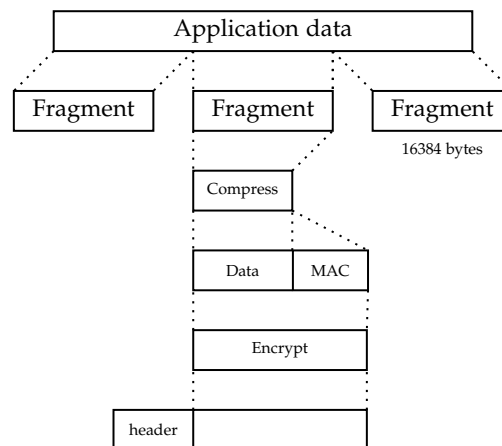 Application data
Fragment Fragment Fragment
16384 bytes
Compress
Data MAC
Encrypt
header